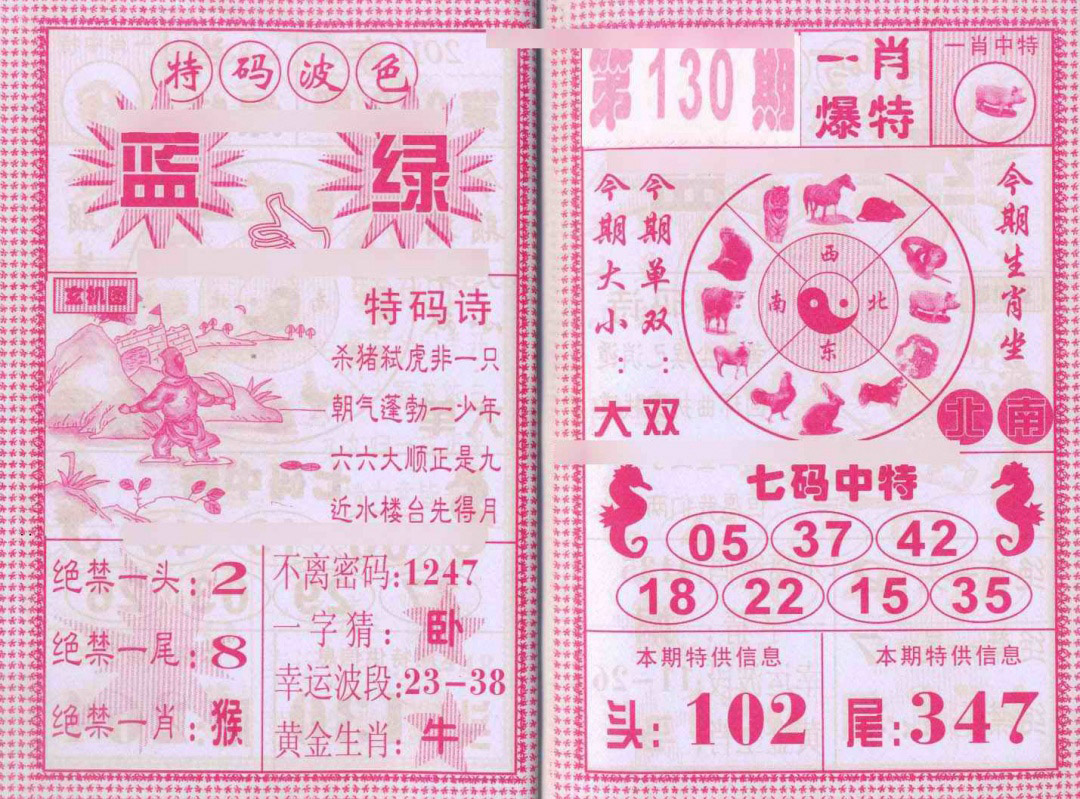 特码波色
蓝 绿
玄机图
特码诗
杀猪弑虎非一只
朝气蓬勃一少年
六六大顺正是九
近水楼台先得月
绝禁一头：2
绝禁一尾：8
绝禁一肖：猴
不离密码:1247
一字猜：卧
幸运波段:23－38
黄金生肖：牛
第130期
一肖
爆特
一肖中特
今期大小：大
今期单双：双
西
南
北
东
今期生肖坐
北南
七码中特
05 37 42
18 22 15 35
本期特供信息
头：102
本期特供信息
尾：347